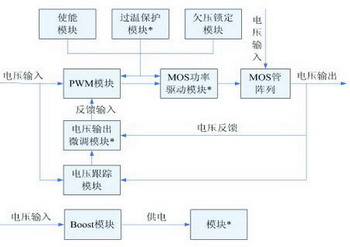 使能
模块
过温保护
模块*
欠压锁定
模块
电压
输入
电压输入
PWM模块
MOS功率
驱动模块*
MOS管
阵列
电压输出
反馈输入
电压输出
微调模块*
电压反馈
电压跟踪
模块
电压输入
Boost模块
供电
模块*